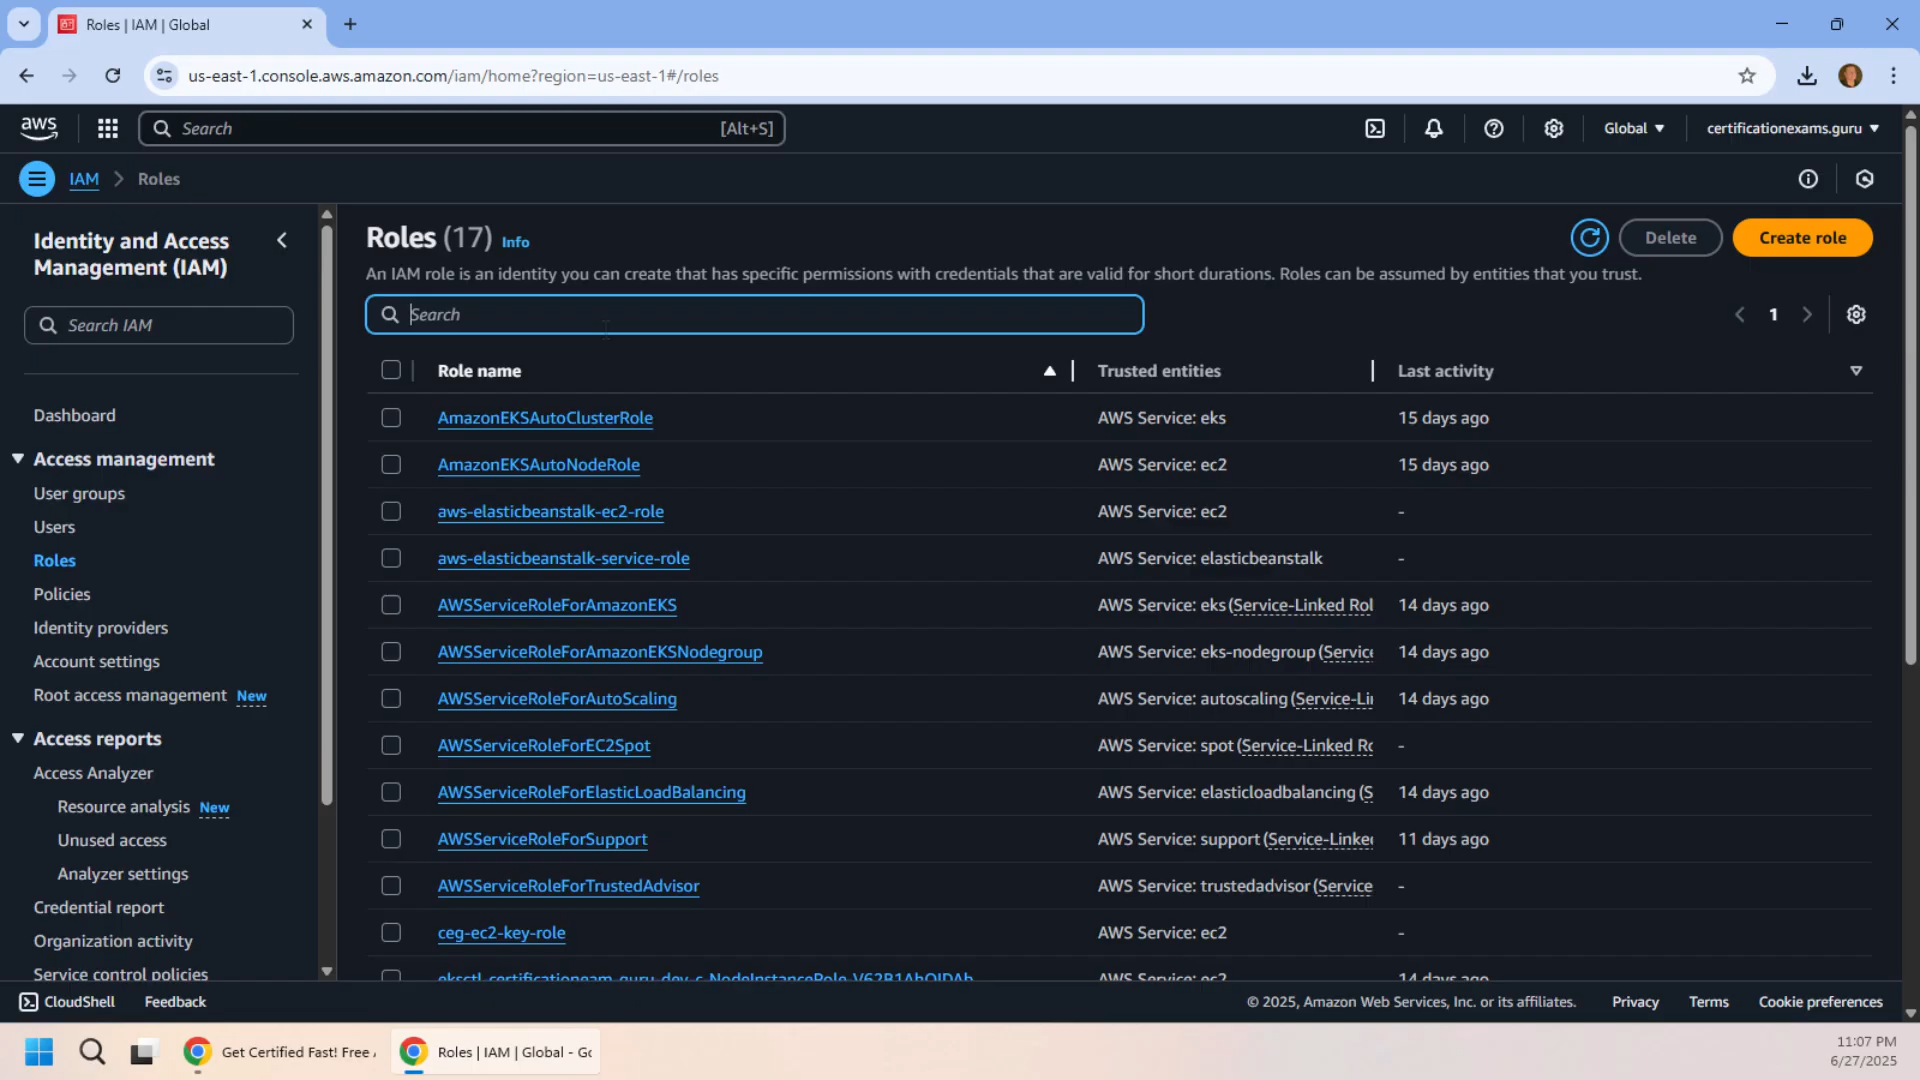 Roles | IAM | Global
us-east-1.console.aws.amazon.com/iam/home?region=us-east-1#/roles
aws
Search
[Alt+S]
Global
certificationexams.guru
IAM
Roles
Identity and Access
Management (IAM)
Search IAM
Dashboard
Access management
User groups
Users
Roles
Policies
Identity providers
Account settings
Root access management New
Access reports
Access Analyzer
Resource analysis New
Unused access
Analyzer settings
Credential report
Organization activity
Service control policies
Roles (17) Info
Delete
Create role
An IAM role is an identity you can create that has specific permissions with credentials that are valid for short durations. Roles can be assumed by entities that you trust.
Search
1
Role name Trusted entities Last activity
AmazonEKSAutoClusterRole AWS Service: eks 15 days ago
AmazonEKSAutoNodeRole AWS Service: ec2 15 days ago
aws-elasticbeanstalk-ec2-role AWS Service: ec2 -
aws-elasticbeanstalk-service-role AWS Service: elasticbeanstalk -
AWSServiceRoleForAmazonEKS AWS Service: eks (Service-Linked Rol 14 days ago
AWSServiceRoleForAmazonEKSNodegroup AWS Service: eks-nodegroup (Service 14 days ago
AWSServiceRoleForAutoScaling AWS Service: autoscaling (Service-Li 14 days ago
AWSServiceRoleForEC2Spot AWS Service: spot (Service-Linked Ro -
AWSServiceRoleForElasticLoadBalancing AWS Service: elasticloadbalancing (S 14 days ago
AWSServiceRoleForSupport AWS Service: support (Service-Linked 11 days ago
AWSServiceRoleForTrustedAdvisor AWS Service: trustedadvisor (Service -
ceg-ec2-key-role AWS Service: ec2 -
AWS Service: ec2 14 days ago
CloudShell
Feedback
© 2025, Amazon Web Services, Inc. or its affiliates.
Privacy
Terms
Cookie preferences
Get Certified Fast! Free
Roles | IAM | Global - Go
11:07 PM
6/27/2025